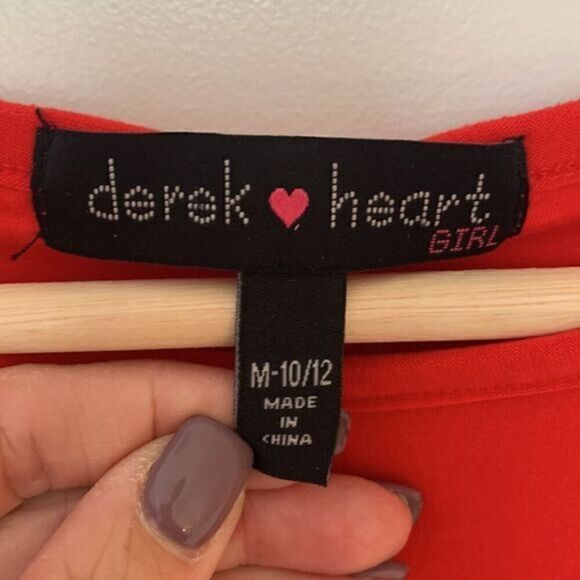 derek heart
GIRL
M-10/12
MADE
IN
CHINA